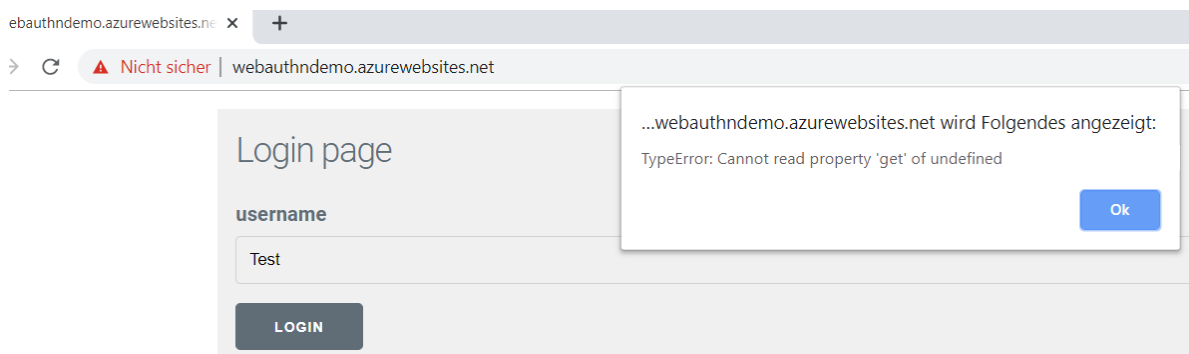 ebauthndemo.azurewebsites.ne
Nicht sicher | webauthndemo.azurewebsites.net
...webauthndemo.azurewebsites.net wird Folgendes angezeigt:
TypeError: Cannot read property 'get' of undefined
Ok
Login page
username
Test
LOGIN